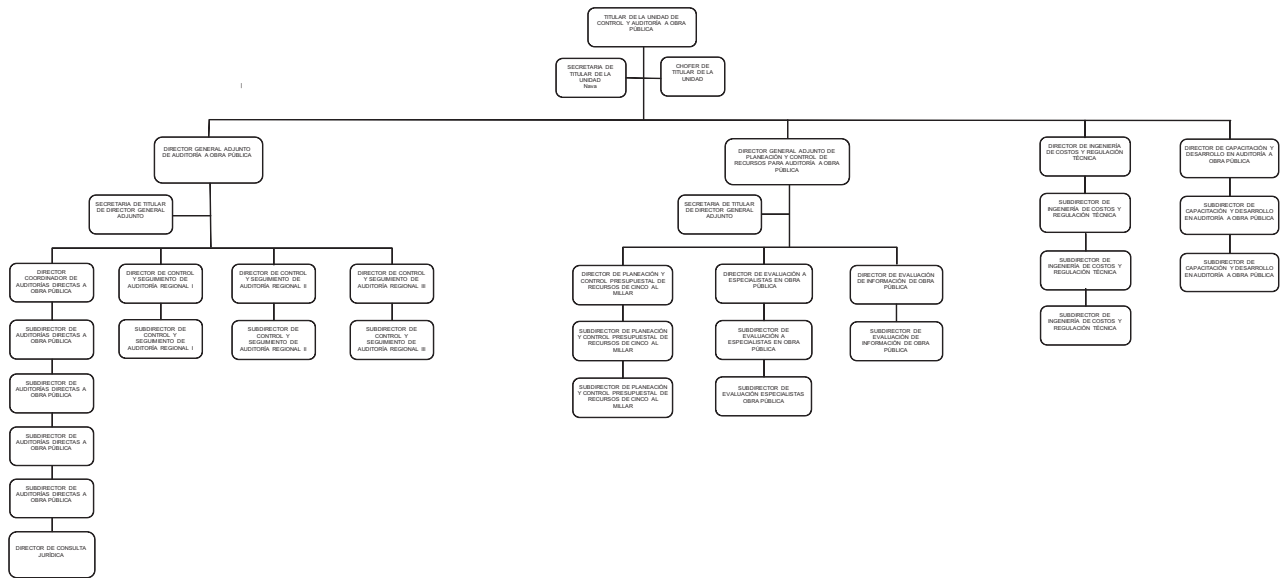 TITULAR DE LA UNIDAD DE
CONTROL Y AUDITORÍA A OBRA
PÚBLICA
SECRETARIA DE
TITULAR DE LA
UNIDAD
Nava
CHOFER DE
TITULAR DE LA
UNIDAD
DIRECTOR GENERAL ADJUNTO
DE AUDITORÍA A OBRA PÚBLICA
DIRECTOR GENERAL ADJUNTO DE
PLANEACIÓN Y CONTROL DE
RECURSOS PARA AUDITORÍA A OBRA
PÚBLICA
DIRECTOR DE INGENIERÍA
DE COSTOS Y REGULACIÓN
TÉCNICA
DIRECTOR DE CAPACITACIÓN Y
DESARROLLO EN AUDITORÍA A
OBRA PÚBLICA
SECRETARIA DE TITULAR
DE DIRECTOR GENERAL
ADJUNTO
SECRETARIA DE TITULAR
DE DIRECTOR GENERAL
ADJUNTO
SUBDIRECTOR DE
INGENIERÍA DE COSTOS Y
REGULACIÓN TÉCNICA
SUBDIRECTOR DE
CAPACITACIÓN Y DESARROLLO
EN AUDITORÍA A OBRA PÚBLICA
DIRECTOR
COORDINADOR DE
AUDITORÍAS DIRECTAS A
OBRA PÚBLICA
DIRECTOR DE CONTROL
Y SEGUIMIENTO DE
AUDITORÍA REGIONAL I
DIRECTOR DE CONTROL
Y SEGUIMIENTO DE
AUDITORÍA REGIONAL II
DIRECTOR DE CONTROL
Y SEGUIMIENTO DE
AUDITORÍA REGIONAL III
DIRECTOR DE PLANEACIÓN Y
CONTROL PRESUPUESTAL DE
RECURSOS DE CINCO AL
MILLAR
DIRECTOR DE EVALUACIÓN A
ESPECIALISTAS EN OBRA
PÚBLICA
DIRECTOR DE EVALUACIÓN
DE INFORMACIÓN DE OBRA
PÚBLICA
SUBDIRECTOR DE
INGENIERÍA DE COSTOS Y
REGULACIÓN TÉCNICA
SUBDIRECTOR DE
CAPACITACIÓN Y DESARROLLO
EN AUDITORÍA A OBRA PÚBLICA
SUBDIRECTOR DE
AUDITORÍAS DIRECTAS A
OBRA PÚBLICA
SUBDIRECTOR DE
CONTROL Y
SEGUIMIENTO DE
AUDITORÍA REGIONAL I
SUBDIRECTOR DE
CONTROL Y
SEGUIMIENTO DE
AUDITORÍA REGIONAL II
SUBDIRECTOR DE
CONTROL Y
SEGUIMIENTO DE
AUDITORÍA REGIONAL III
SUBDIRECTOR DE PLANEACIÓN
Y CONTROL PRESUPUESTAL DE
RECURSOS DE CINCO AL
MILLAR
SUBDIRECTOR DE
EVALUACIÓN A
ESPECIALISTAS EN OBRA
PÚBLICA
SUBDIRECTOR DE
EVALUACIÓN DE
INFORMACIÓN DE OBRA
PÚBLICA
SUBDIRECTOR DE
INGENIERÍA DE COSTOS Y
REGULACIÓN TÉCNICA
SUBDIRECTOR DE
AUDITORÍAS DIRECTAS A
OBRA PÚBLICA
SUBDIRECTOR DE PLANEACIÓN
Y CONTROL PRESUPUESTAL DE
RECURSOS DE CINCO AL
MILLAR
SUBDIRECTOR DE
EVALUACIÓN ESPECIALISTAS
OBRA PÚBLICA
SUBDIRECTOR DE
AUDITORÍAS DIRECTAS A
OBRA PÚBLICA
SUBDIRECTOR DE
AUDITORÍAS DIRECTAS A
OBRA PÚBLICA
DIRECTOR DE CONSULTA
JURÍDICA